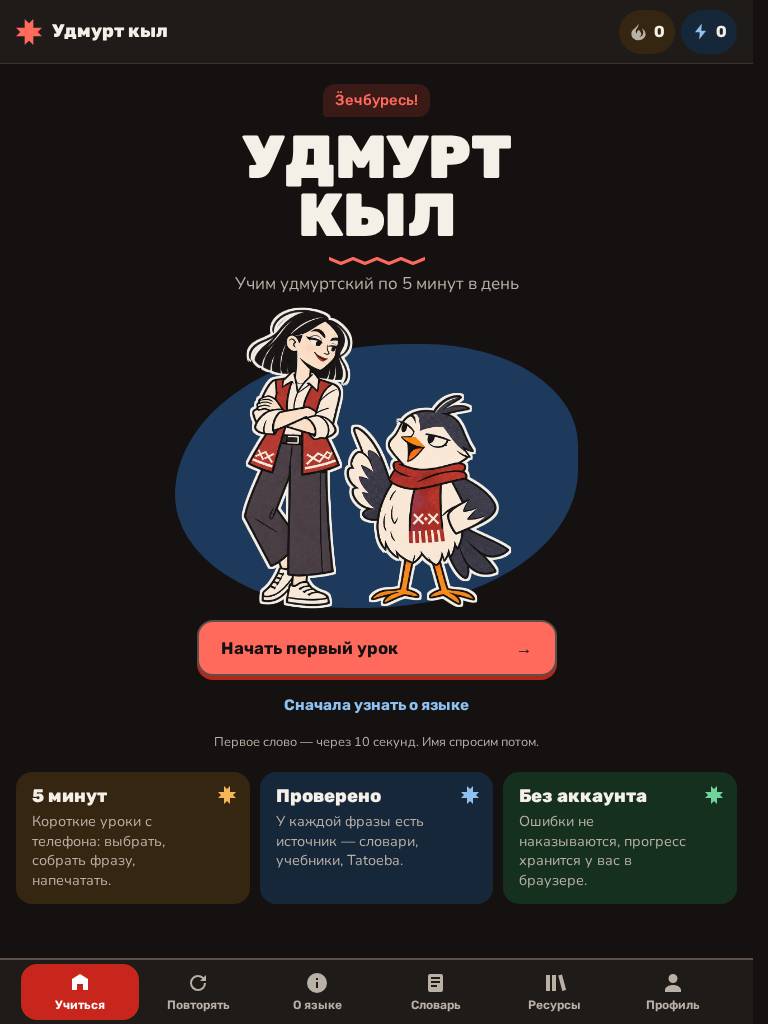 Удмурт кыл
0
0
Ӟечбуресь!
УДМУРТ
КЫЛ
Учим удмуртский по 5 минут в день
Начать первый урок →
Сначала узнать о языке
Первое слово — через 10 секунд. Имя спросим потом.
5 минут
Короткие уроки с
телефона: выбрать,
собрать фразу,
напечатать.
Проверено
У каждой фразы есть
источник — словари,
учебники, Tatoeba.
Без аккаунта
Ошибки не
наказываются, прогресс
хранится у вас в
браузере.
Учиться
Повторять
О языке
Словарь
Ресурсы
Профиль